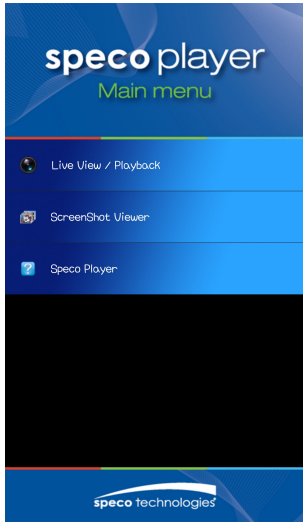 speco player
Main menu
Live View / Playback
ScreenShot Viewer
Speco Player
speco technologies